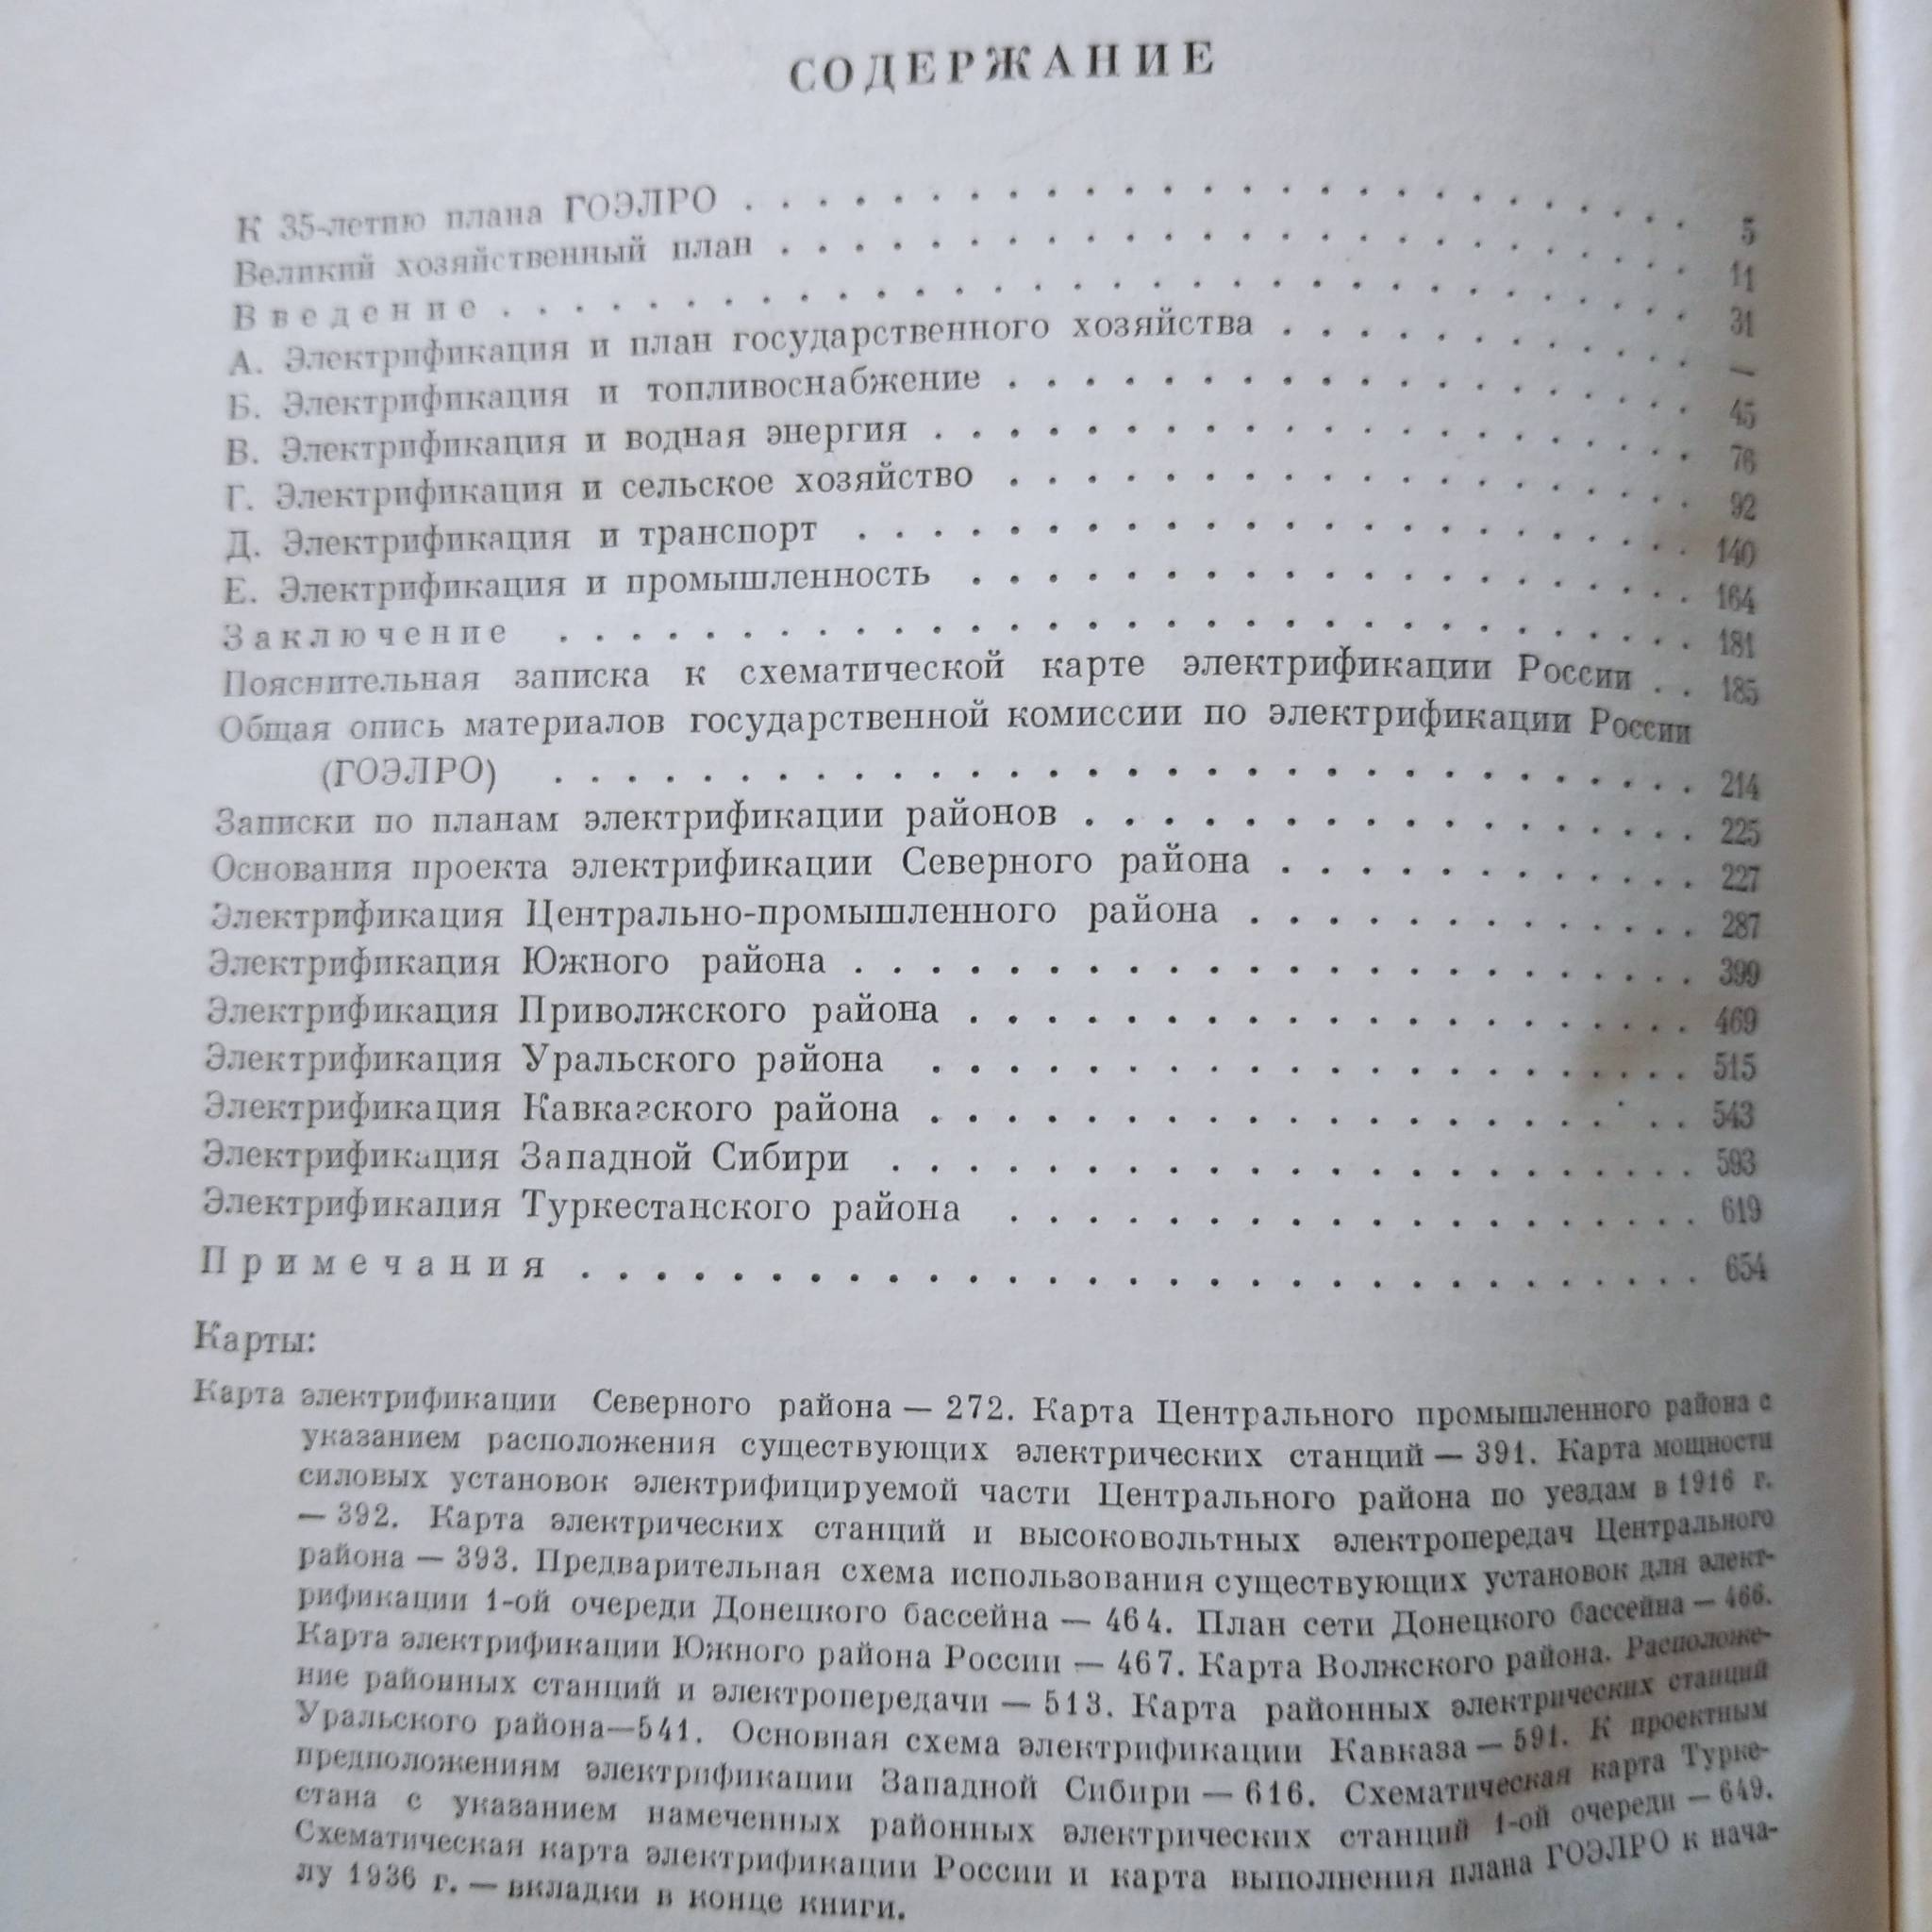 СОДЕРЖАНИЕ
К 35-летию плана ГОЭЛРО . . . . . . . . . . . . . . . . . . . . . . . . 5
Великий хозяйственный план . . . . . . . . . . . . . . . . . . . . . . . . 11
Введение . . . . . . . . . . . . . . . . . . . . . . . . 31
А. Электрификация и план государственного хозяйства . . . . . . . . . . . . —
Б. Электрификация и топливоснабжение . . . . . . . . . . . . . . . . . . 45
В. Электрификация и водная энергия . . . . . . . . . . . . . . . . . . . . 76
Г. Электрификация и сельское хозяйство . . . . . . . . . . . . . . . . . . 92
Д. Электрификация и транспорт . . . . . . . . . . . . . . . . . . . . . . 140
Е. Электрификация и промышленность . . . . . . . . . . . . . . . . . . . 164
Заключение . . . . . . . . . . . . . . . . . . . . . . . . 181
Пояснительная записка к схематической карте электрификации России . . 185
Общая опись материалов государственной комиссии по электрификации России
(ГОЭЛРО) . . . . . . . . . . . . . . . . . . . . . . . . 214
Записки по планам электрификации районов . . . . . . . . . . . . . . . . 225
Основания проекта электрификации Северного района . . . . . . . . . . . 227
Электрификация Центрально-промышленного района . . . . . . . . . . . . 287
Электрификация Южного района . . . . . . . . . . . . . . . . . . . . . . 399
Электрификация Приволжского района . . . . . . . . . . . . . . . . . . . 469
Электрификация Уральского района . . . . . . . . . . . . . . . . . . . . 515
Электрификация Кавказского района . . . . . . . . . . . . . . . . . . . . 543
Электрификация Западной Сибири . . . . . . . . . . . . . . . . . . . . . 593
Электрификация Туркестанского района . . . . . . . . . . . . . . . . . . 619
Примечания . . . . . . . . . . . . . . . . . . . . . . . . 654
Карты:
Карта электрификации Северного района — 272. Карта Центрального промышленного района с
указанием расположения существующих электрических станций — 391. Карта мощности
силовых установок электрифицируемой части Центрального района по уездам в 1916 г.
— 392. Карта электрических станций и высоковольтных электропередач Центрального
района — 393. Предварительная схема использования существующих установок для элект-
рификации 1-ой очереди Донецкого бассейна — 464. План сети Донецкого бассейна — 466.
Карта электрификации Южного района России — 467. Карта Волжского района. Расположе-
ние районных станций и электропередачи — 513. Карта районных электрических станций
Уральского района—541. Основная схема электрификации Кавказа — 591. К проектным
предположениям электрификации Западной Сибири — 616. Схематическая карта Турке-
стана с указанием намеченных районных электрических станций 1-ой очереди — 649.
Схематическая карта электрификации России и карта выполнения плана ГОЭЛРО к нача-
лу 1936 г. — вкладки в конце книги.